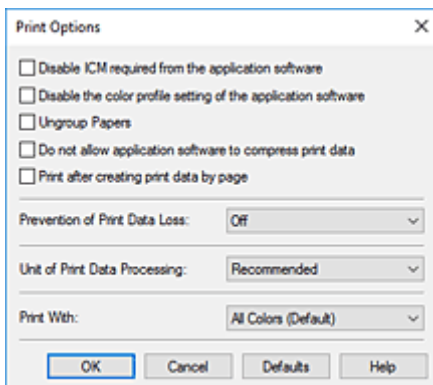 Print Options
Disable ICM required from the application software
Disable the color profile setting of the application software
Ungroup Papers
Do not allow application software to compress print data
Print after creating print data by page
Prevention of Print Data Loss: Off
Unit of Print Data Processing: Recommended
Print With: All Colors (Default)
OK Cancel Defaults Help